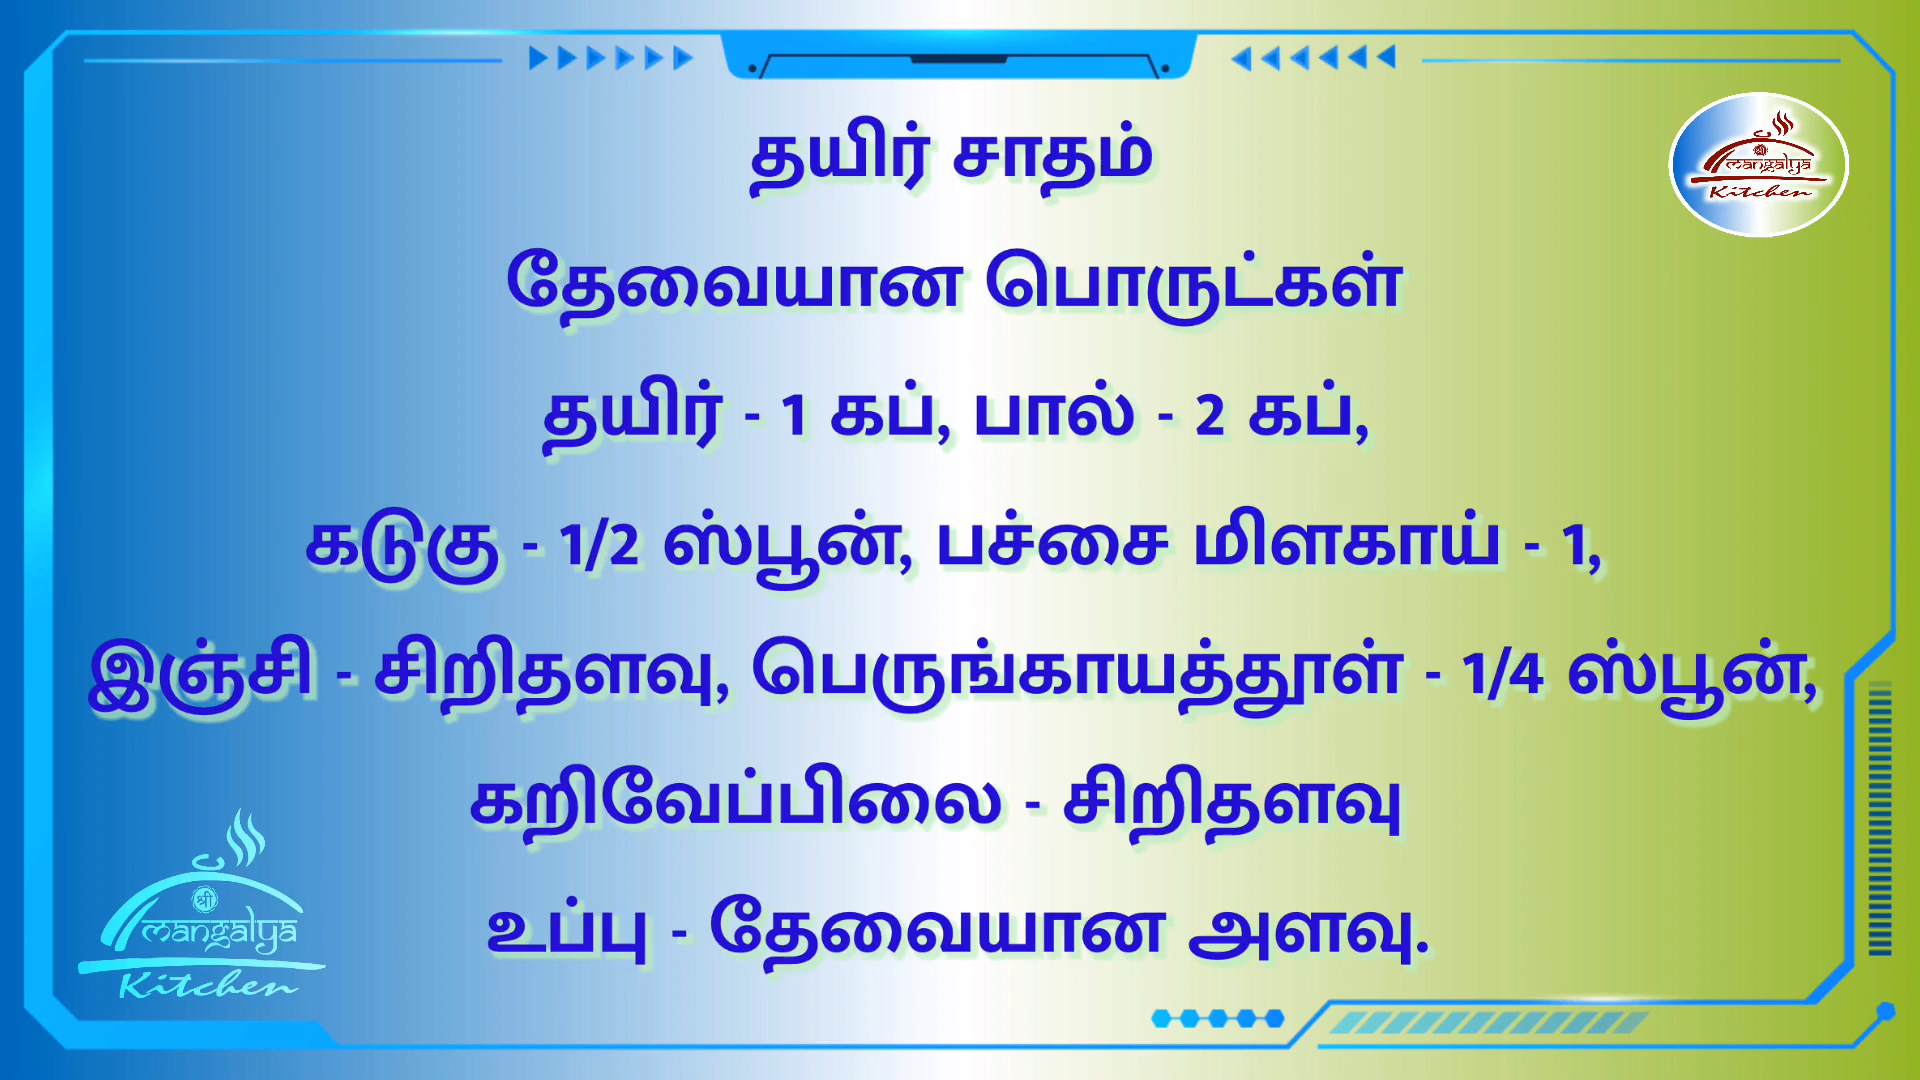 தயிர் சாதம்
श्री
mangalya
Kitchen
தேவையான பொருட்கள்
தயிர் - 1 கப், பால் - 2 கப்,
கடுகு - 1/2 ஸ்பூன், பச்சை மிளகாய் - 1,
இஞ்சி - சிறிதளவு, பெருங்காயத்தூள் - 1/4 ஸ்பூன்,
கறிவேப்பிலை - சிறிதளவு
உப்பு - தேவையான அளவு.
श्री
mangalya
Kitchen